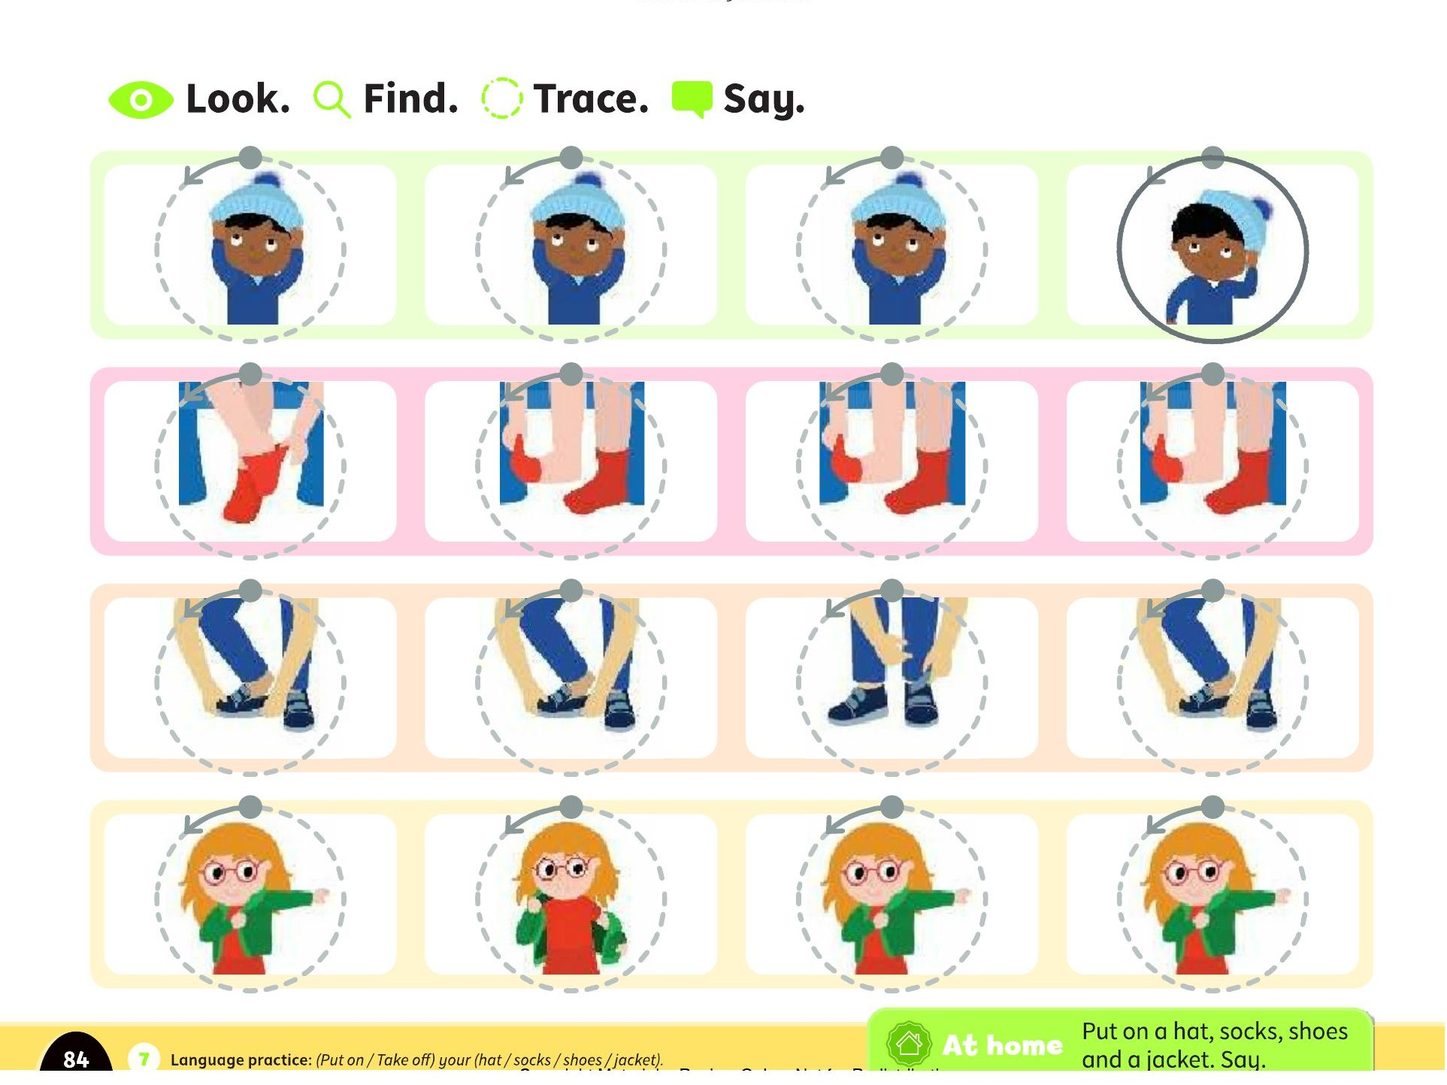 Look. Find. Trace. Say.
84
7
Language practice: (Put on / Take off) your (hat / socks / shoes / jacket).
At home
Put on a hat, socks, shoes
and a jacket. Say.